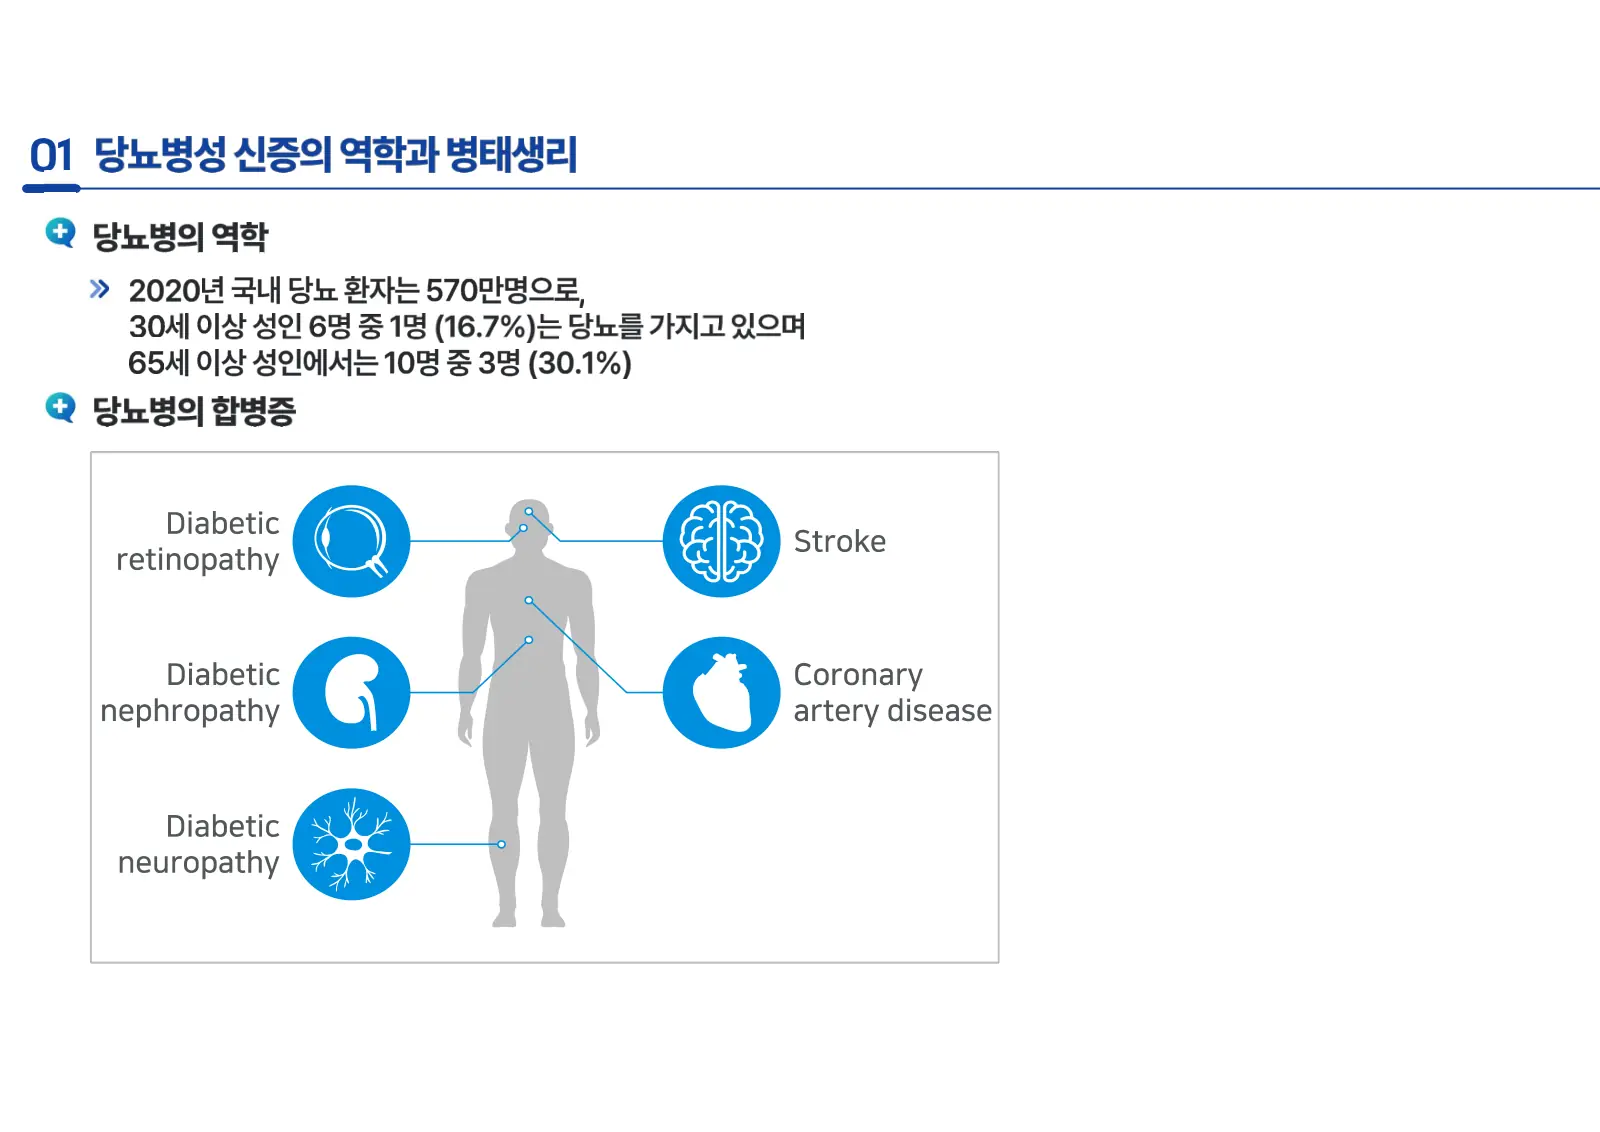 01 당뇨병성 신증의 역학과 병태생리
당뇨병의 역학
2020년 국내 당뇨 환자는 570만명으로,
30세 이상 성인 6명 중 1명 (16.7%)는 당뇨를 가지고 있으며
65세 이상 성인에서는 10명 중 3명 (30.1%)
당뇨병의 합병증
Diabetic
retinopathy
Stroke
Diabetic
nephropathy
Coronary
artery disease
Diabetic
neuropathy